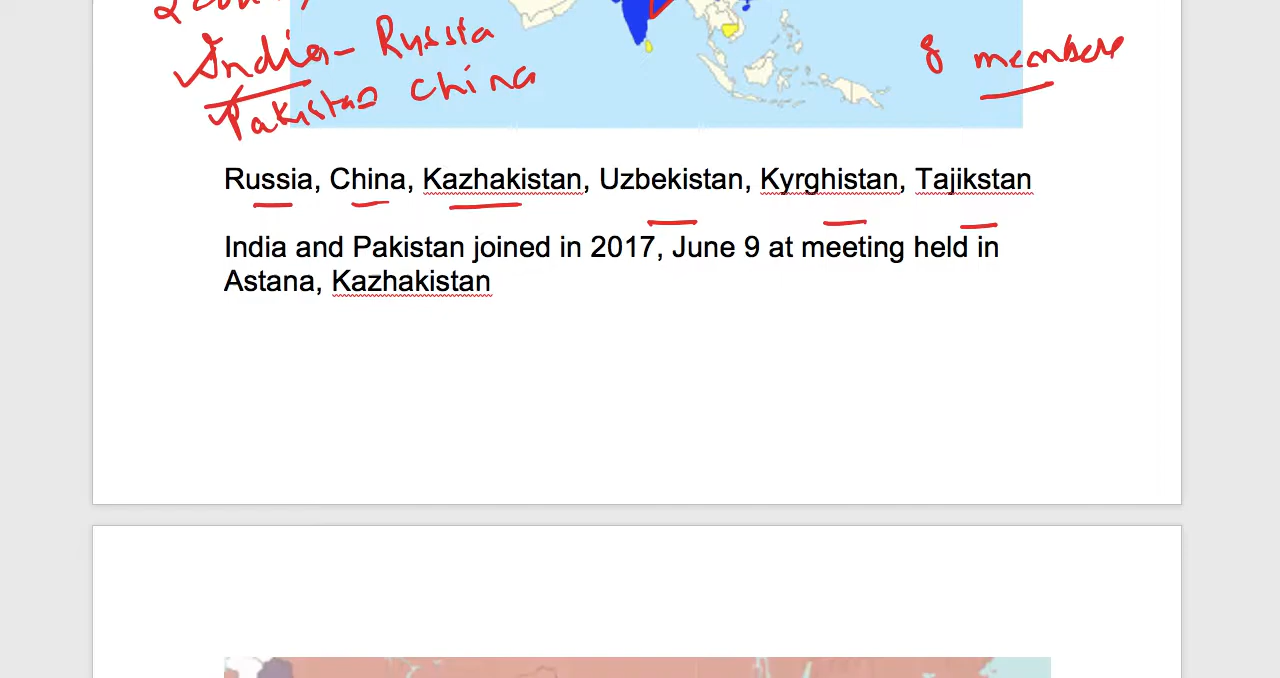 India - Russia
Pakistan China
8 members
Russia, China, Kazhakistan, Uzbekistan, Kyrghistan, Tajikstan
India and Pakistan joined in 2017, June 9 at meeting held in
Astana, Kazhakistan